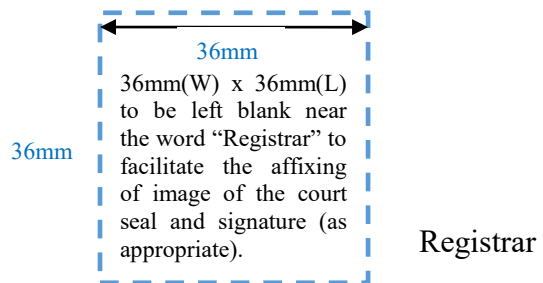 36mm
36mm(W) x 36mm(L)
to be left blank near
the word “Registrar” to
facilitate the affixing
of image of the court
seal and signature (as
appropriate).
36mm
Registrar